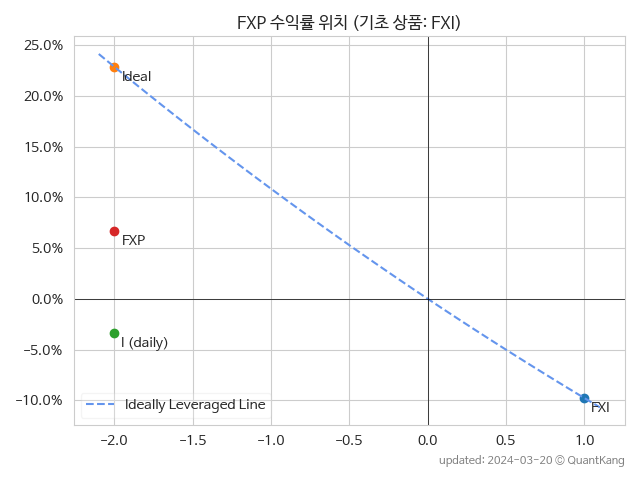 FXP 수익률 위치 (기초 상품: FXI)
25.0%
20.0%
15.0%
10.0%
5.0%
0.0%
−5.0%
−10.0%
Ideal
FXP
I (daily)
FXI
Ideally Leveraged Line
−2.0 −1.5 −1.0 −0.5 0.0 0.5 1.0
updated: 2024-03-20 © QuantKang